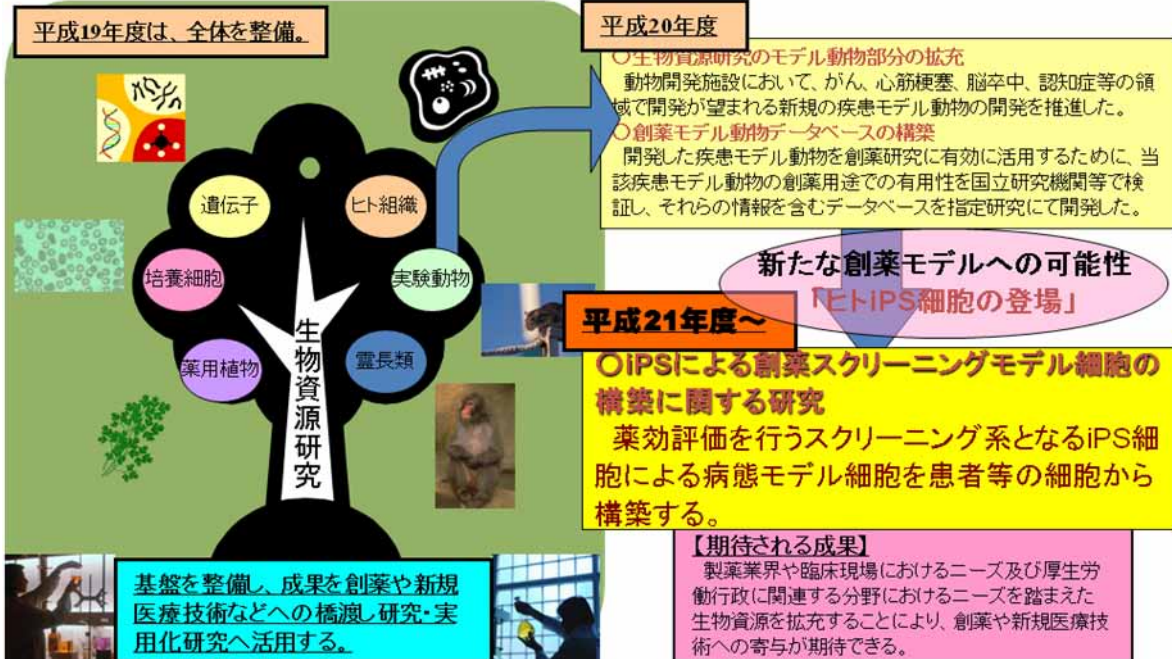 平成19年度は、全体を整備。
遺伝子
ヒト組織
培養細胞
実験動物
薬用植物
霊長類
生物資源研究
基盤を整備し、成果を創薬や新規
医療技術などへの橋渡し研究・実
用化研究へ活用する。
平成20年度
○生物資源研究のモデル動物部分の拡充
動物開発施設において、がん、心筋梗塞、脳卒中、認知症等の領
域で開発が望まれる新規の疾患モデル動物の開発を推進した。
○創薬モデル動物データベースの構築
開発した疾患モデル動物を創薬研究に有効に活用するために、当
該疾患モデル動物の創薬用途での有用性を国立研究機関等で検
証し、それらの情報を含むデータベースを指定研究にて開発した。
新たな創薬モデルへの可能性
「ヒトiPS細胞の登場」
平成21年度～
○iPSによる創薬スクリーニングモデル細胞の
構築に関する研究
薬効評価を行うスクリーニング系となるiPS細
胞による病態モデル細胞を患者等の細胞から
構築する。
【期待される成果】
製薬業界や臨床現場におけるニーズ及び厚生労
働行政に関連する分野におけるニーズを踏まえた
生物資源を拡充することにより、創薬や新規医療技
術への寄与が期待できる。